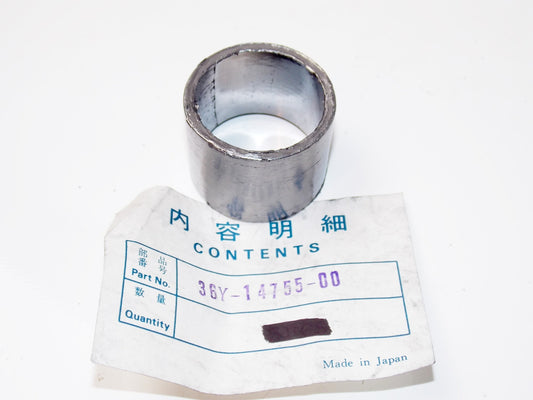 内容明細
CONTENTS
部品番号
Part No.
36Y-14755-00
数量
Quantity
Made in Japan